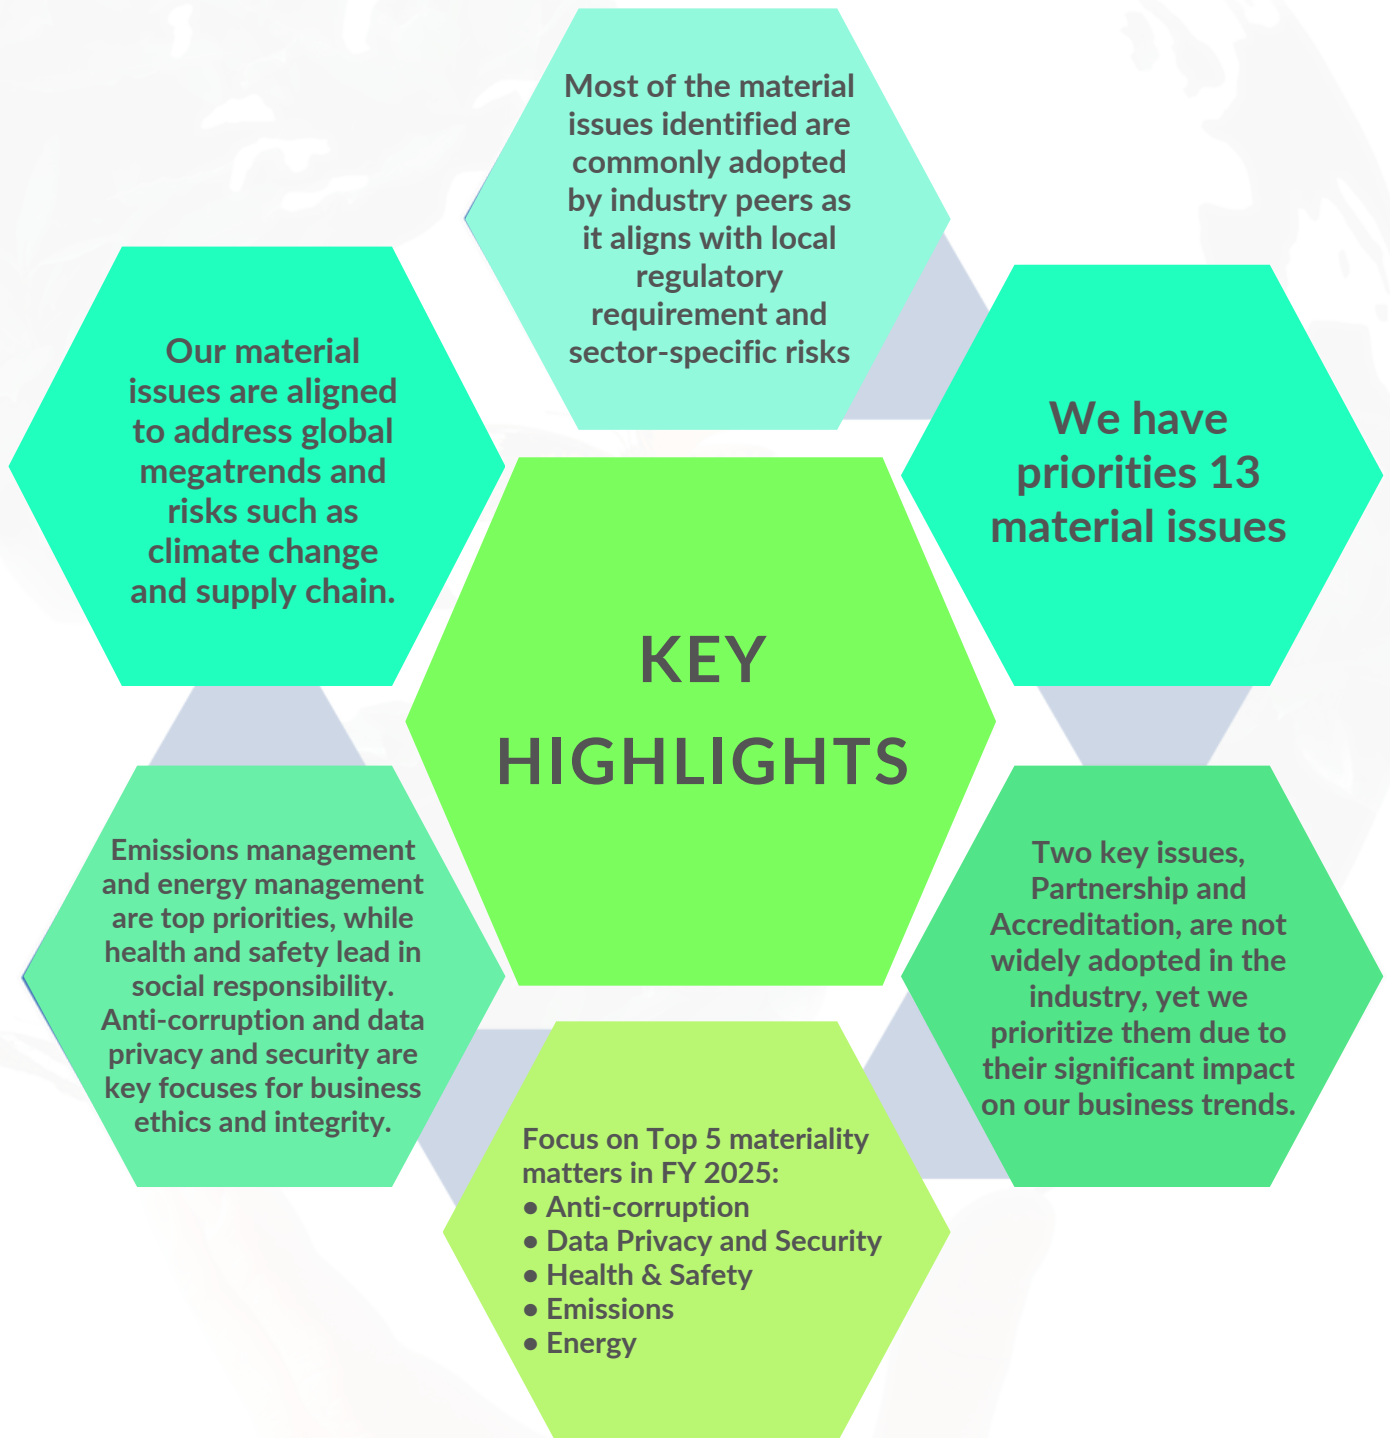 Most of the material
issues identified are
commonly adopted
by industry peers as
it aligns with local
regulatory
requirement and
sector-specific risks
Our material
issues are aligned
to address global
megatrends and
risks such as
climate change
and supply chain.
We have
priorities 13
material issues
KEY
HIGHLIGHTS
Emissions management
and energy management
are top priorities, while
health and safety lead in
social responsibility.
Anti-corruption and data
privacy and security are
key focuses for business
ethics and integrity.
Two key issues,
Partnership and
Accreditation, are not
widely adopted in the
industry, yet we
prioritize them due to
their significant impact
on our business trends.
Focus on Top 5 materiality
matters in FY 2025:
• Anti-corruption
• Data Privacy and Security
• Health & Safety
• Emissions
• Energy